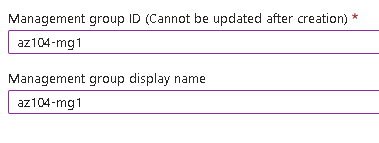 Management group ID (Cannot be updated after creation) *
az104-mg1
Management group display name
az104-mg1